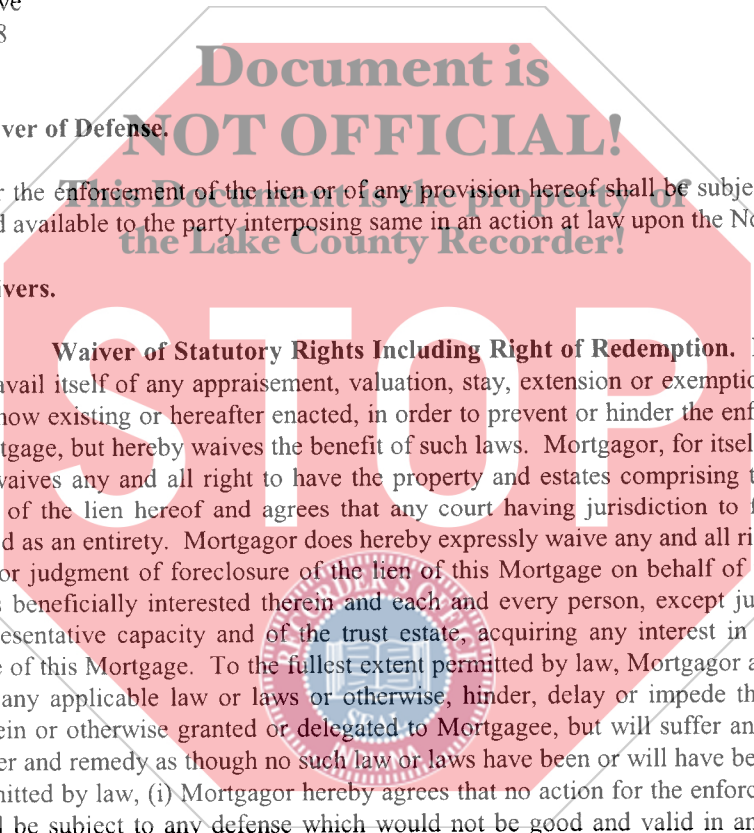 ve
8
Document is
NOT OFFICIAL!
This Document is the property of
the Lake County Recorder!
STOP
ver of Defense.
r the enforcement of the lien or of any provision hereof shall be subje
d available to the party interposing same in an action at law upon the No
ivers.
Waiver of Statutory Rights Including Right of Redemption.
avail itself of any appraisement, valuation, stay, extension or exemptio
now existing or hereafter enacted, in order to prevent or hinder the enf
rtgage, but hereby waives the benefit of such laws. Mortgagor, for itsel
waives any and all right to have the property and estates comprising t
of the lien hereof and agrees that any court having jurisdiction to f
d as an entirety. Mortgagor does hereby expressly waive any and all ri
or judgment of foreclosure of the lien of this Mortgage on behalf of
s beneficially interested therein and each and every person, except ju
resentative capacity and of the trust estate, acquiring any interest in
e of this Mortgage. To the fullest extent permitted by law, Mortgagor a
any applicable law or laws or otherwise, hinder, delay or impede th
ein or otherwise granted or delegated to Mortgagee, but will suffer an
er and remedy as though no such law or laws have been or will have be
mitted by law, (i) Mortgagor hereby agrees that no action for the enforc
l be subject to any defense which would not be good and valid in an
SEAL